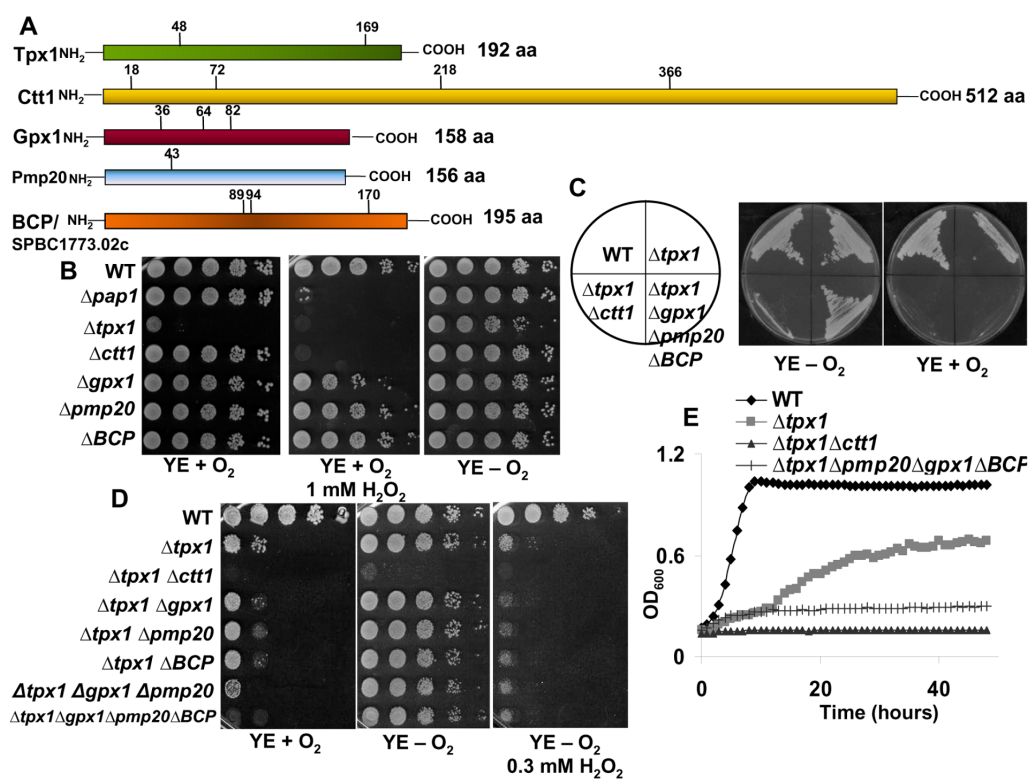 A
48 169
Tpx1 NH2 COOH 192 aa
18 72 218 366
Ctt1 NH2 COOH 512 aa
36 64 82
Gpx1 NH2 COOH 158 aa
43
Pmp20 NH2 COOH 156 aa
89 94 170
BCP/ NH2 COOH 195 aa
SPBC1773.02c
B
WT
Δpap1
Δtpx1
Δctt1
Δgpx1
Δpmp20
ΔBCP
YE + O2
YE + O2
1 mM H2O2
YE – O2
C
WT
Δtpx1
Δtpx1
Δctt1
Δtpx1
Δgpx1
Δpmp20
ΔBCP
YE – O2
YE + O2
D
WT
Δtpx1
Δtpx1 Δctt1
Δtpx1 Δgpx1
Δtpx1 Δpmp20
Δtpx1 ΔBCP
Δtpx1 Δgpx1 Δpmp20
Δtpx1Δgpx1Δpmp20ΔBCP
YE + O2
YE – O2
YE – O2
0.3 mM H2O2
E
WT
Δtpx1
Δtpx1Δctt1
Δtpx1Δpmp20Δgpx1ΔBCP
1.2
0.6
0
OD600
0 20 40
Time (hours)